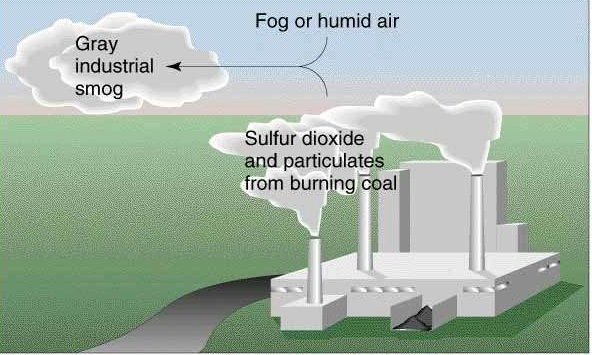 Fog or humid air
Gray
industrial
smog
Sulfur dioxide
and particulates
from burning coal